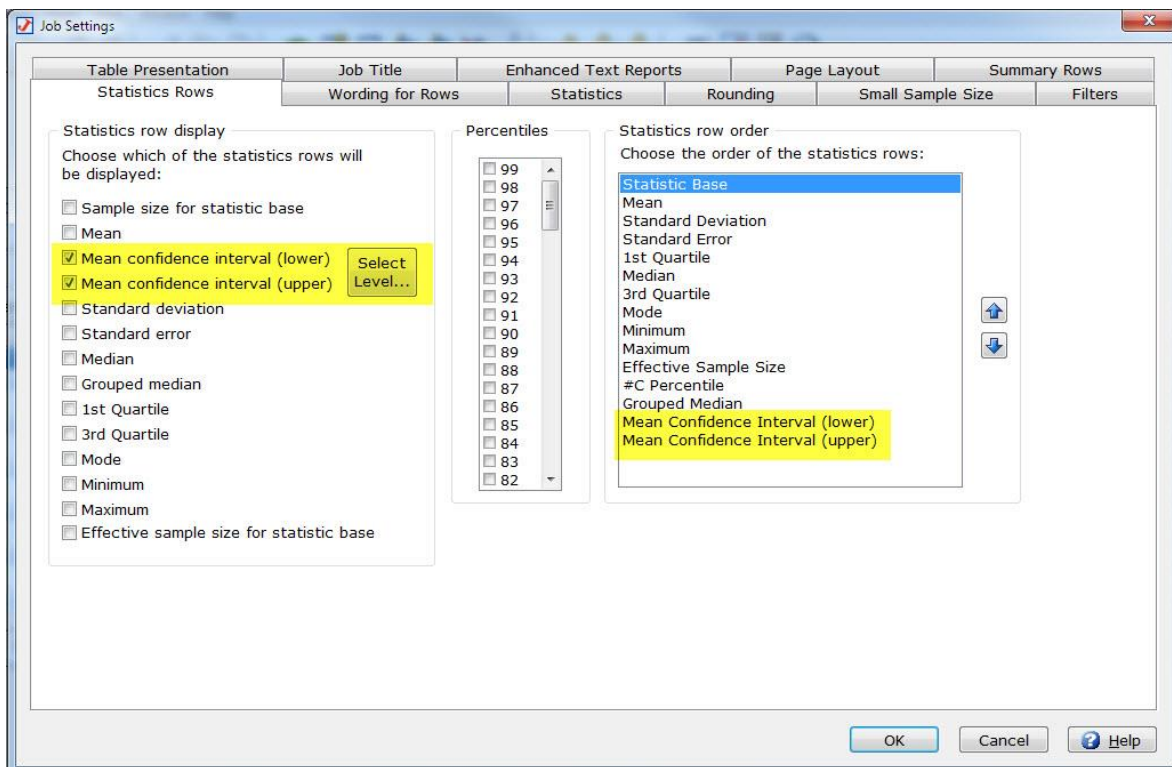 Job Settings
Table Presentation
Job Title
Enhanced Text Reports
Page Layout
Summary Rows
Statistics Rows
Wording for Rows
Statistics
Rounding
Small Sample Size
Filters
Statistics row display
Choose which of the statistics rows will
be displayed:
Sample size for statistic base
Mean
Mean confidence interval (lower)
Mean confidence interval (upper)
Select
Level...
Standard deviation
Standard error
Median
Grouped median
1st Quartile
3rd Quartile
Mode
Minimum
Maximum
Effective sample size for statistic base
Percentiles
99
98
97
96
95
94
93
92
91
90
89
88
87
86
85
84
83
82
Statistics row order
Choose the order of the statistics rows:
Statistic Base
Mean
Standard Deviation
Standard Error
1st Quartile
Median
3rd Quartile
Mode
Minimum
Maximum
Effective Sample Size
#C Percentile
Grouped Median
Mean Confidence Interval (lower)
Mean Confidence Interval (upper)
OK
Cancel
Help